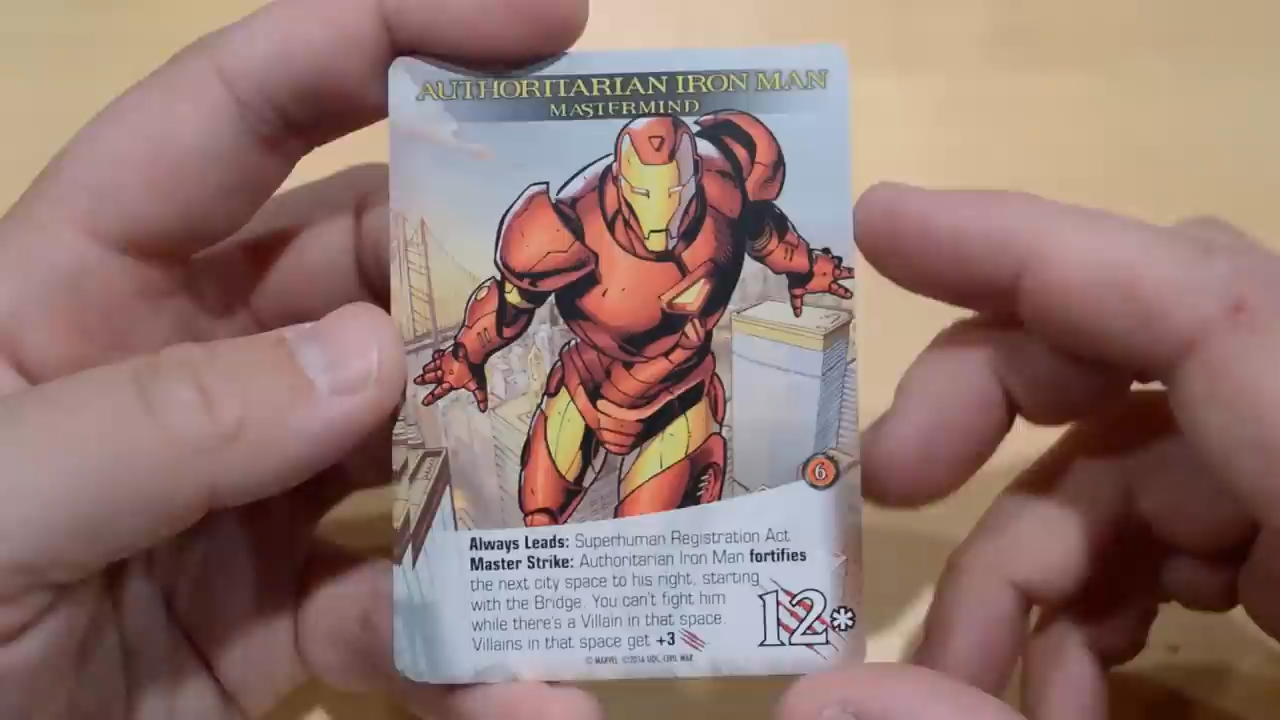 AUTHORITARIAN IRON MAN
MASTERMIND
6
Always Leads: Superhuman Registration Act
Master Strike: Authoritarian Iron Man fortifies
the next city space to his right, starting
with the Bridge. You can't fight him
while there's a Villain in that space.
Villains in that space get +3
12*
© MARVEL ©2016 UDC, CIVIL WAR